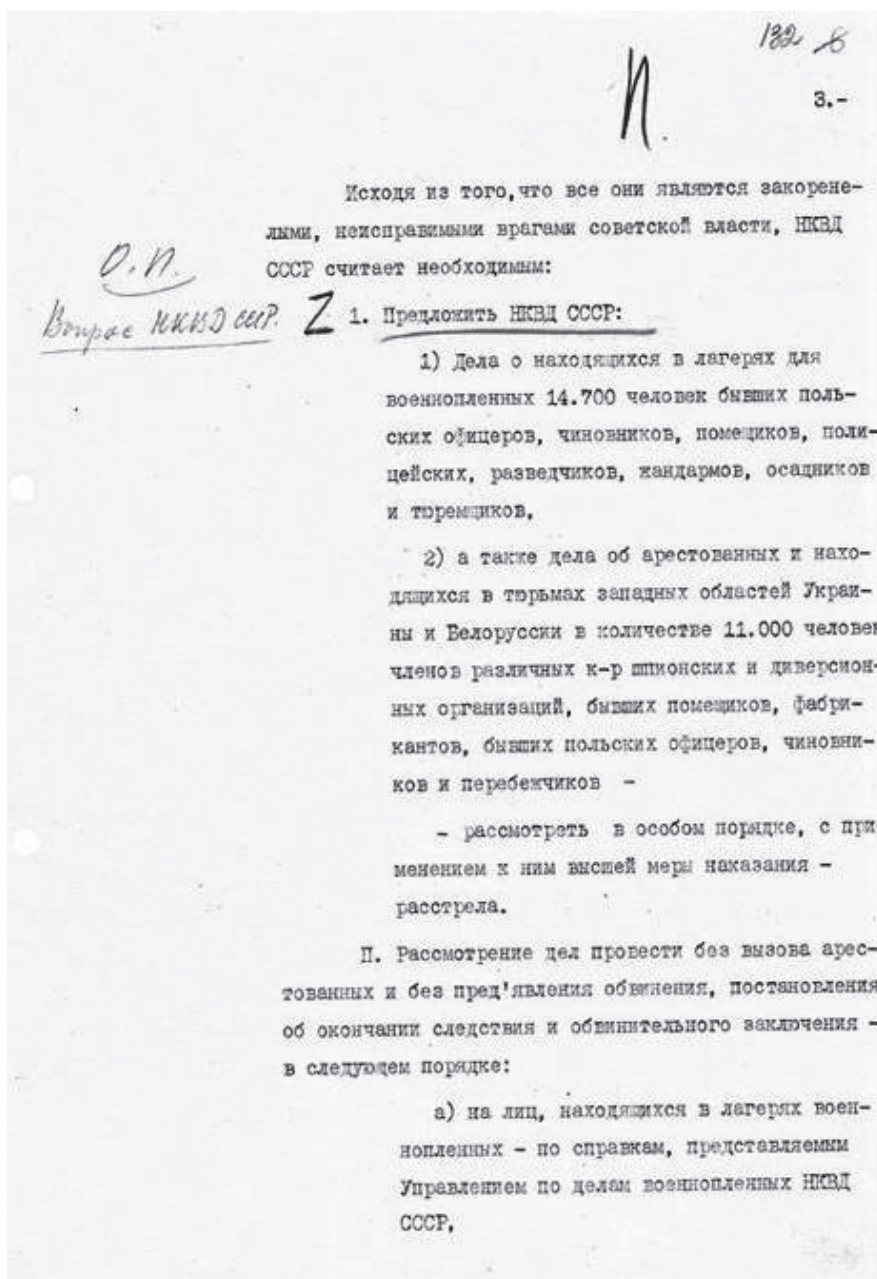 132 8
П.
3.-
Исходя из того,что все они являются закорене-
лыми, неисправимыми врагами советской власти, НКВД
СССР считает необходимым:
О.П.
Вопрос НКВД СССР.
1. Предложить НКВД СССР:
1) Дела о находящихся в лагерях для
военнопленных 14.700 человек бывших поль-
ских офицеров, чиновников, помещиков, поли-
цейских, разведчиков, жандармов, осадников
и тюремщиков,
2) а также дела об арестованных и нахо-
дящихся в тюрьмах западных областей Украи-
ны и Белоруссии в количестве 11.000 человек
членов различных к-р шпионских и диверсион-
ных организаций, бывших помещиков, фабри-
кантов, бывших польских офицеров, чиновни-
ков и перебежчиков -
- рассмотреть в особом порядке, с при
менением к ним высшей меры наказания -
расстрела.
П. Рассмотрение дел провести без вызова арес-
тованных и без пред'явления обвинения, постановления
об окончании следствия и обвинительного заключения -
в следующем порядке:
а) на лиц, находящихся в лагерях воен-
нопленных - по справкам, представляемым
Управлением по делам военнопленных НКВД
СССР,